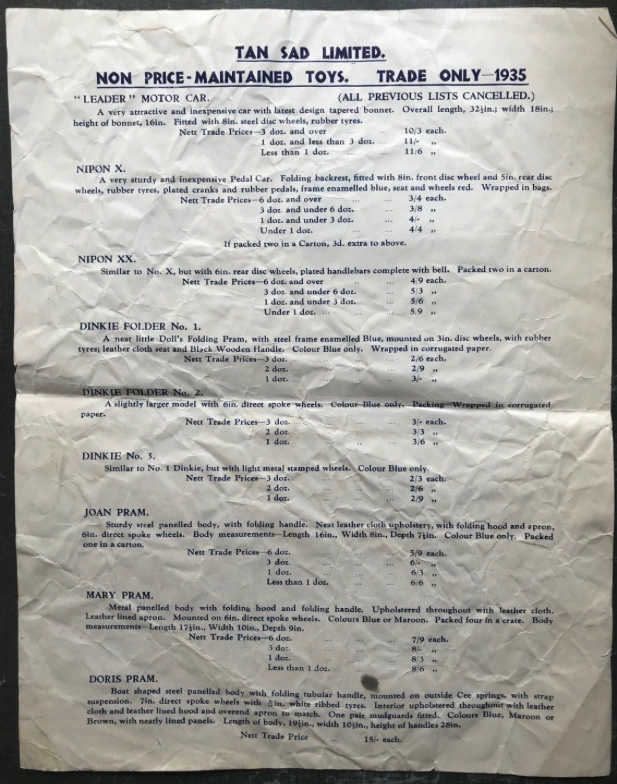 TAN SAD LIMITED.
NON PRICE-MAINTAINED TOYS. TRADE ONLY—1935
"LEADER" MOTOR CAR. (ALL PREVIOUS LISTS CANCELLED.)
A very attractive and inexpensive car with latest design tapered bonnet. Overall length, 32½in.; width 18in.;
height of bonnet, 16in. Fitted with 8in. steel disc wheels, rubber tyres.
Nett Trade Prices—3 doz. and over ... 10/3 each.
1 doz. and less than 3 doz. ... 11/- „
Less than 1 doz. ... ... 11/6 „
NIPON X.
A very sturdy and inexpensive Pedal Car. Folding backrest, fitted with 8in. front disc wheel and 5in. rear disc
wheels, rubber tyres, plated cranks and rubber pedals, frame enamelled blue, seat and wheels red. Wrapped in bags.
Nett Trade Prices—6 doz. and over ... ... 3/4 each.
3 doz. and under 6 doz. ... ... 3/8 „
1 doz. and under 3 doz. ... ... 4/- „
Under 1 doz. ... ... ... 4/4 „
If packed two in a Carton, 3d. extra to above.
NIPON XX.
Similar to No. X, but with 6in. rear disc wheels, plated handlebars complete with bell. Packed two in a carton.
Nett Trade Prices—6 doz. and over ... ... 4/9 each.
3 doz. and under 6 doz. ... 5/3 „
1 doz. and under 3 doz. ... 5/6 „
Under 1 doz. ... ... ... 5/9 „
DINKIE FOLDER No. 1.
A neat little Doll's Folding Pram, with steel frame enamelled Blue, mounted on 3in. disc wheels, with rubber
tyres; leather cloth seat and Black Wooden Handle. Colour Blue only. Wrapped in corrugated paper.
Nett Trade Prices—3 doz. ... ... ... 2/6 each.
2 doz. ... ... ... 2/9 „
1 doz. ... ... ... 3/- „
DINKIE FOLDER No. 2.
A slightly larger model with 6in. direct spoke wheels. Colour Blue only. Packing—Wrapped in corrugated
paper.
Nett Trade Prices—3 doz. ... ... ... 3/- each.
2 doz. ... ... ... 3/3 „
1 doz. ... ... ... 3/6 „
DINKIE No. 3.
Similar to No. 1 Dinkie, but with light metal stamped wheels. Colour Blue only.
Nett Trade Prices—3 doz. ... ... ... 2/3 each.
2 doz. ... ... ... 2/6 „
1 doz. ... ... ... 2/9 „
JOAN PRAM.
Sturdy steel panelled body, with folding handle. Neat leather cloth upholstery, with folding hood and apron,
6in. direct spoke wheels. Body measurements—Length 16in., Width 8in., Depth 7½in. Colour Blue only. Packed
one in a carton.
Nett Trade Prices—6 doz. ... ... ... 5/9 each.
3 doz. ... ... ... 6/- „
1 doz. ... ... ... 6/3 „
Less than 1 doz. ... ... 6/6 „
MARY PRAM.
Metal panelled body with folding hood and folding handle. Upholstered throughout with leather cloth.
Leather lined apron. Mounted on 6in. direct spoke wheels. Colours Blue or Maroon. Packed four in a crate. Body
measurements—Length 17½in., Width 10in., Depth 9in.
Nett Trade Prices—6 doz. ... ... ... 7/9 each.
3 doz. ... ... ... 8/- „
1 doz. ... ... ... 8/3 „
Less than 1 doz. ... ... 8/6 „
DORIS PRAM.
Boat shaped steel panelled body with folding tubular handle, mounted on outside Cee springs, with strap
suspension. 7in. direct spoke wheels with in. white ribbed tyres. Interior upholstered throughout with leather
cloth and leather lined hood and overend apron to match. One pair mudguards fitted. Colours Blue, Maroon or
Brown, with neatly lined panels. Length of body, 19½in., width 10½in., height of handles 28in.
Nett Trade Price ... 15/- each.